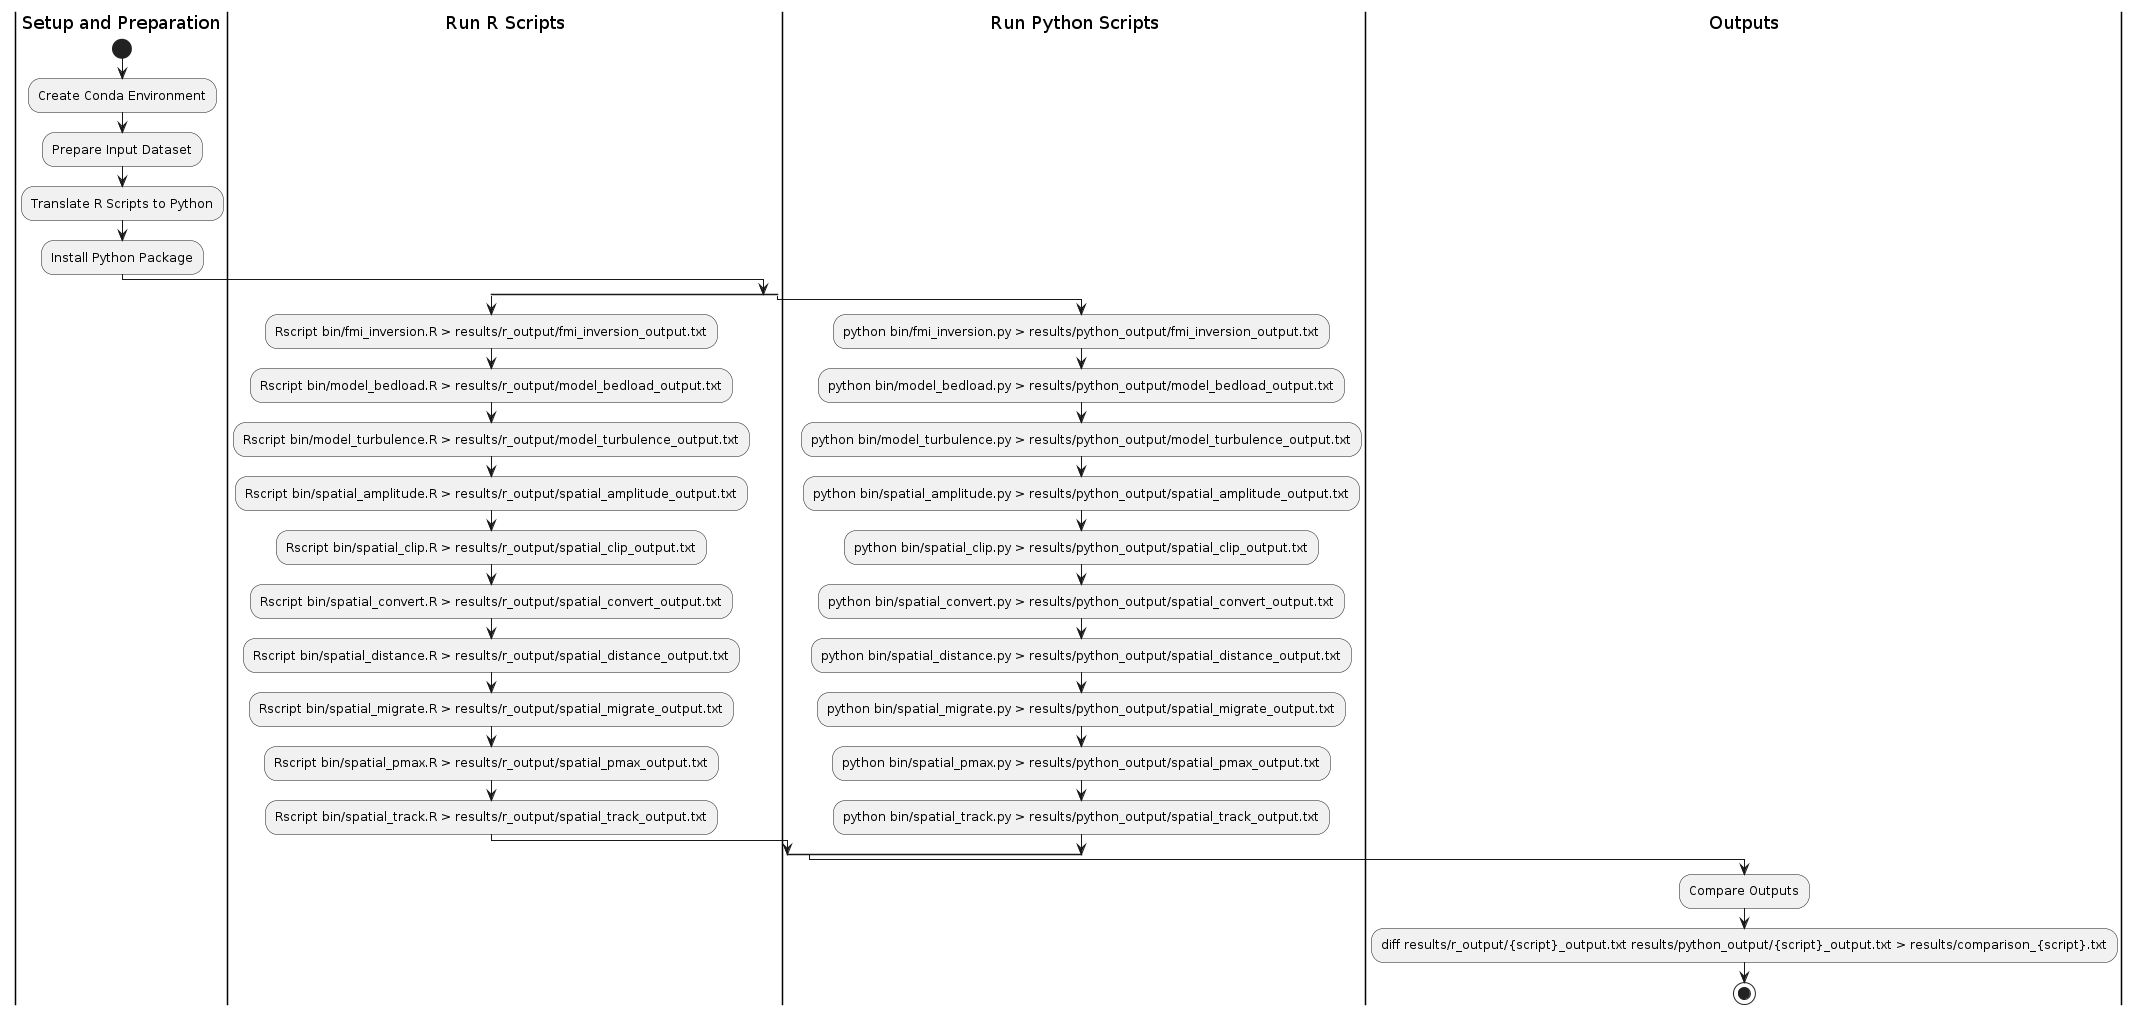 Setup and Preparation
Run R Scripts
Run Python Scripts
Outputs
Create Conda Environment
Prepare Input Dataset
Translate R Scripts to Python
Install Python Package
Rscript bin/fmi_inversion.R > results/r_output/fmi_inversion_output.txt
Rscript bin/model_bedload.R > results/r_output/model_bedload_output.txt
Rscript bin/model_turbulence.R > results/r_output/model_turbulence_output.txt
Rscript bin/spatial_amplitude.R > results/r_output/spatial_amplitude_output.txt
Rscript bin/spatial_clip.R > results/r_output/spatial_clip_output.txt
Rscript bin/spatial_convert.R > results/r_output/spatial_convert_output.txt
Rscript bin/spatial_distance.R > results/r_output/spatial_distance_output.txt
Rscript bin/spatial_migrate.R > results/r_output/spatial_migrate_output.txt
Rscript bin/spatial_pmax.R > results/r_output/spatial_pmax_output.txt
Rscript bin/spatial_track.R > results/r_output/spatial_track_output.txt
python bin/fmi_inversion.py > results/python_output/fmi_inversion_output.txt
python bin/model_bedload.py > results/python_output/model_bedload_output.txt
python bin/model_turbulence.py > results/python_output/model_turbulence_output.txt
python bin/spatial_amplitude.py > results/python_output/spatial_amplitude_output.txt
python bin/spatial_clip.py > results/python_output/spatial_clip_output.txt
python bin/spatial_convert.py > results/python_output/spatial_convert_output.txt
python bin/spatial_distance.py > results/python_output/spatial_distance_output.txt
python bin/spatial_migrate.py > results/python_output/spatial_migrate_output.txt
python bin/spatial_pmax.py > results/python_output/spatial_pmax_output.txt
python bin/spatial_track.py > results/python_output/spatial_track_output.txt
Compare Outputs
diff results/r_output/{script}_output.txt results/python_output/{script}_output.txt > results/comparison_{script}.txt